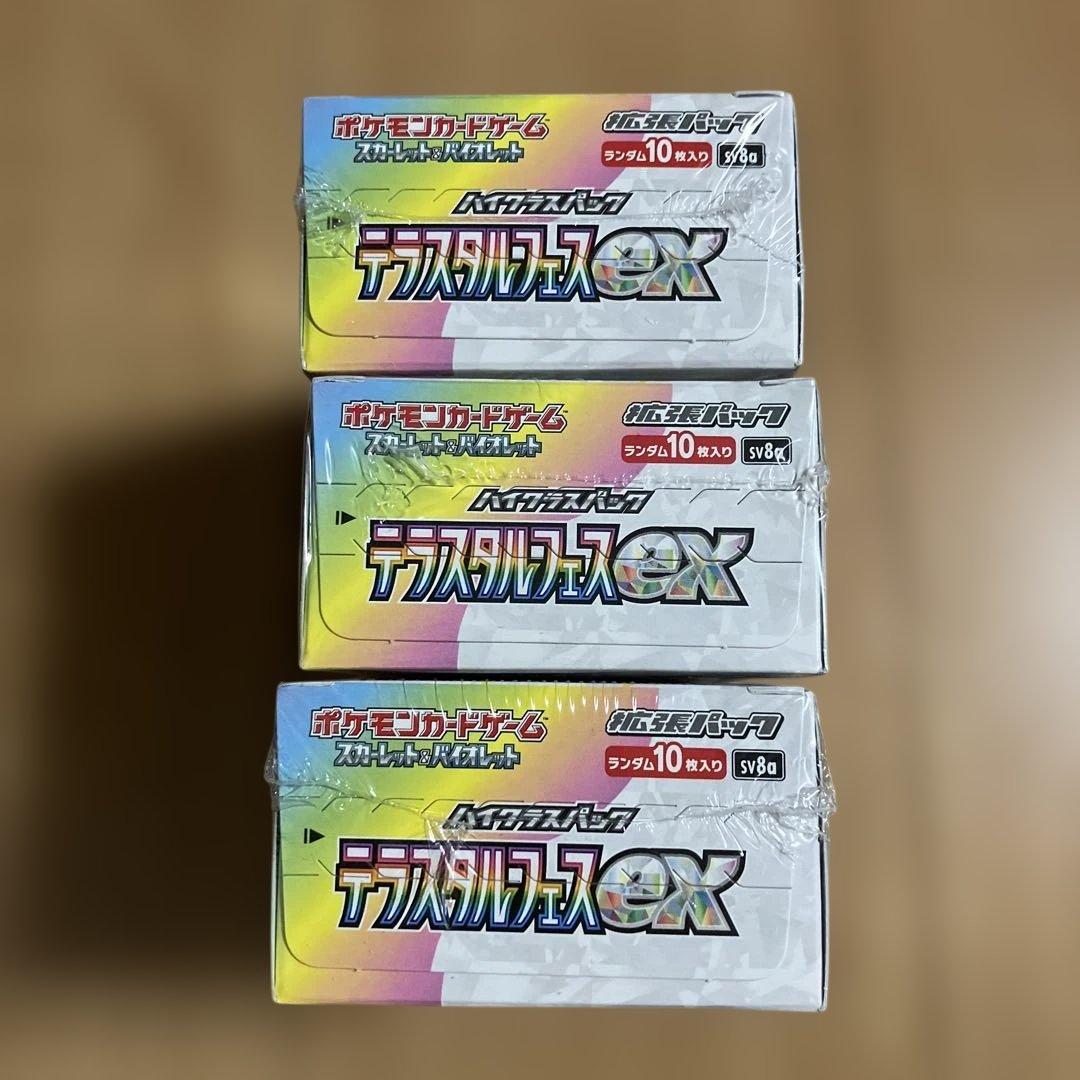 ポケモンカードゲーム
拡張パック
スカーレット&バイオレット
ランダム10枚入り
SV8a
ハイクラスパック
テラスタルフェスex
ポケモンカードゲーム
拡張パック
スカーレット&バイオレット
ランダム10枚入り
SV8a
ハイクラスパック
テラスタルフェスex
ポケモンカードゲーム
拡張パック
スカーレット&バイオレット
ランダム10枚入り
SV8a
ハイクラスパック
テラスタルフェスex